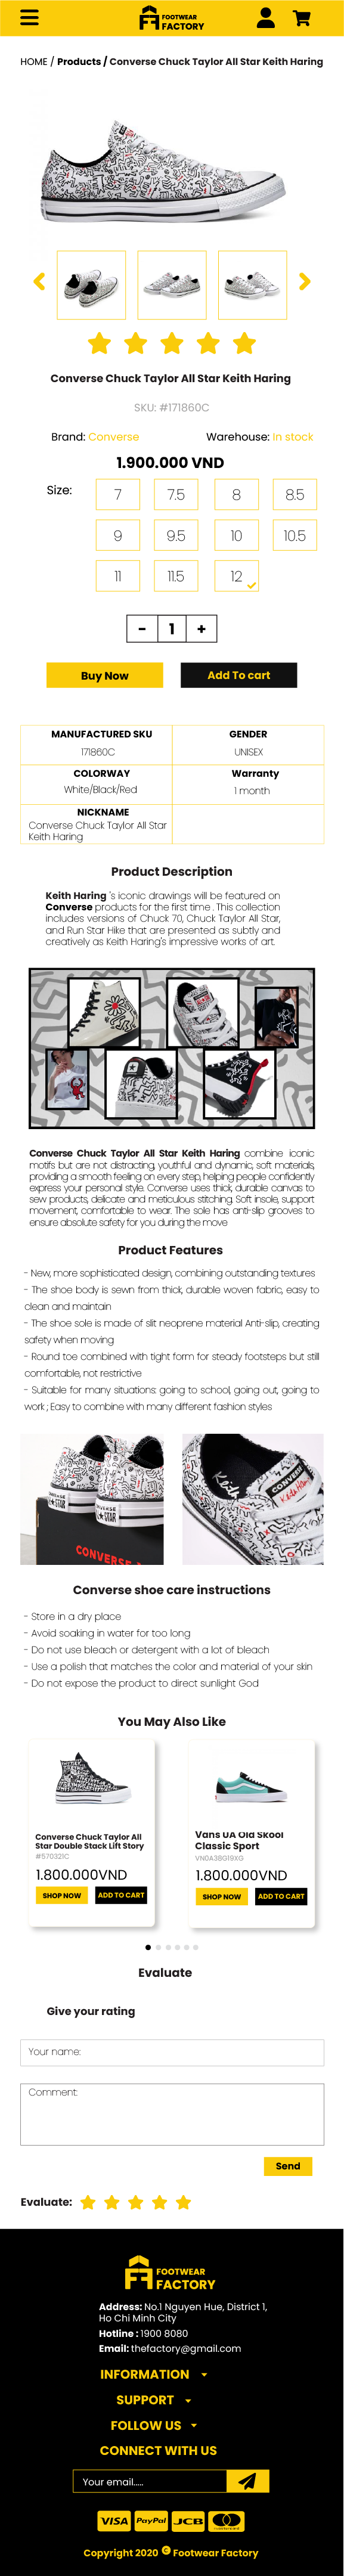 FOOTWEAR
FACTORY
HOME / Products / Converse Chuck Taylor All Star Keith Haring
Converse Chuck Taylor All Star Keith Haring
SKU: #171860C
Brand: Converse Warehouse: In stock
1.900.000 VND
Size: 7 7.5 8 8.5
9 9.5 10 10.5
11 11.5 12
- 1 +
Buy Now Add To cart
MANUFACTURED SKU GENDER
171860C UNISEX
COLORWAY Warranty
White/Black/Red 1 month
NICKNAME
Converse Chuck Taylor All Star
Keith Haring
Product Description
Keith Haring 's iconic drawings will be featured on
Converse products for the first time . This collection
includes versions of Chuck 70, Chuck Taylor All Star,
and Run Star Hike that are presented as subtly and
creatively as Keith Haring's impressive works of art.
Converse Chuck Taylor All Star Keith Haring combine iconic
motifs but are not distracting, youthful and dynamic, soft materials,
providing a smooth feeling on every step, helping people confidently
express your personal style. Converse uses thick, durable canvas to
sew products, delicate and meticulous stitching. Soft insole, support
movement, comfortable to wear. The sole has anti-slip grooves to
ensure absolute safety for you during the move
Product Features
- New, more sophisticated design, combining outstanding textures
- The shoe body is sewn from thick, durable woven fabric, easy to
clean and maintain
- The shoe sole is made of slit neoprene material Anti-slip, creating
safety when moving
- Round toe combined with tight form for steady footsteps but still
comfortable, not restrictive
- Suitable for many situations: going to school, going out, going to
work ; Easy to combine with many different fashion styles
CONVERSE
ALL STAR
CONVERSE
ALL STAR
CONVERSE
CONVERSE
Converse shoe care instructions
- Store in a dry place
- Avoid soaking in water for too long
- Do not use bleach or detergent with a lot of bleach
- Use a polish that matches the color and material of your skin
- Do not expose the product to direct sunlight God
You May Also Like
Converse Chuck Taylor All
Star Double Stack Lift Story
#570321C
1.800.000VND
SHOP NOW ADD TO CART
Vans UA Old Skool
Classic Sport
VN0A38G19XG
1.800.000VND
SHOP NOW ADD TO CART
Evaluate
Give your rating
Your name:
Comment:
Send
Evaluate:
FOOTWEAR
FACTORY
Address: No.1 Nguyen Hue, District 1,
Ho Chi Minh City
Hotline : 1900 8080
Email: thefactory@gmail.com
INFORMATION
SUPPORT
FOLLOW US
CONNECT WITH US
Your email.....
VISA PayPal JCB
Copyright 2020 © Footwear Factory